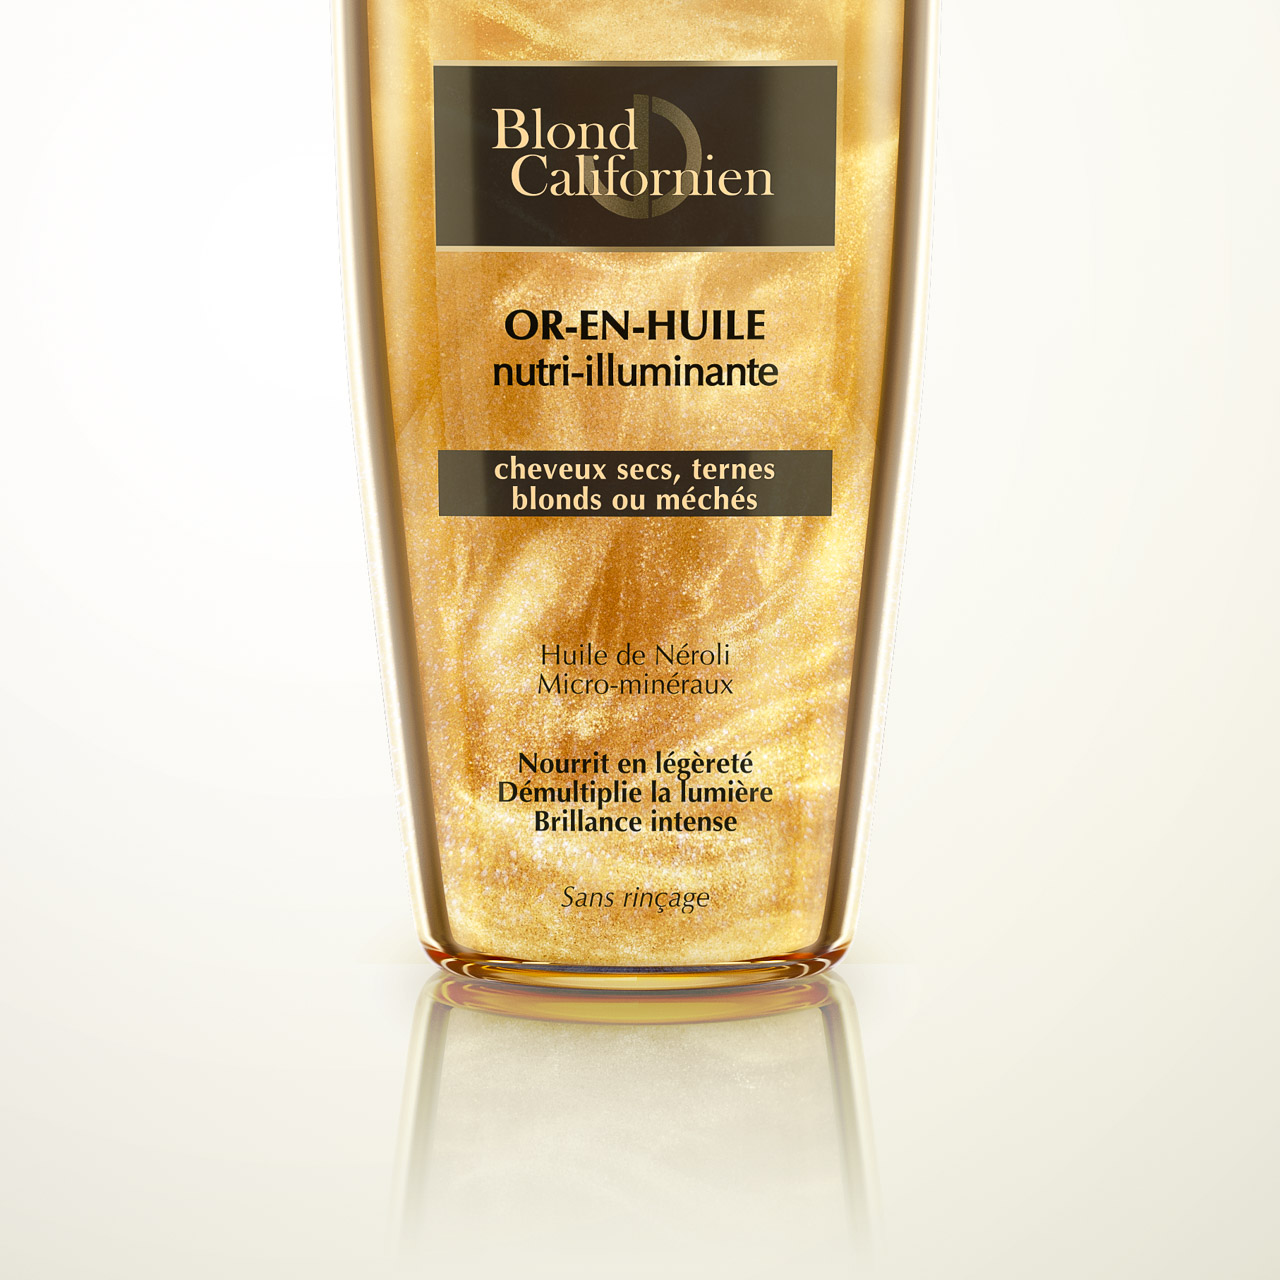 Blond
Californien
OR-EN-HUILE
nutri-illuminante
cheveux secs, ternes
blonds ou méchés
Huile de Néroli
Micro-minéraux
Nourrit en légèreté
Démultiplie la lumière
Brillance intense
Sans rinçage